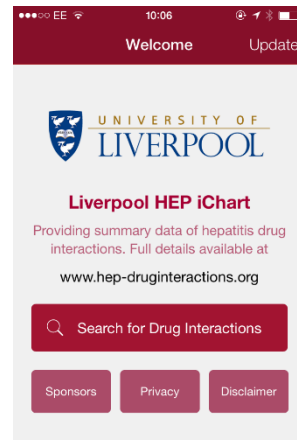 EE 10:06
Welcome Update
UNIVERSITY OF
LIVERPOOL
Liverpool HEP iChart
Providing summary data of hepatitis drug
interactions. Full details available at
www.hep-druginteractions.org
Search for Drug Interactions
Sponsors Privacy Disclaimer